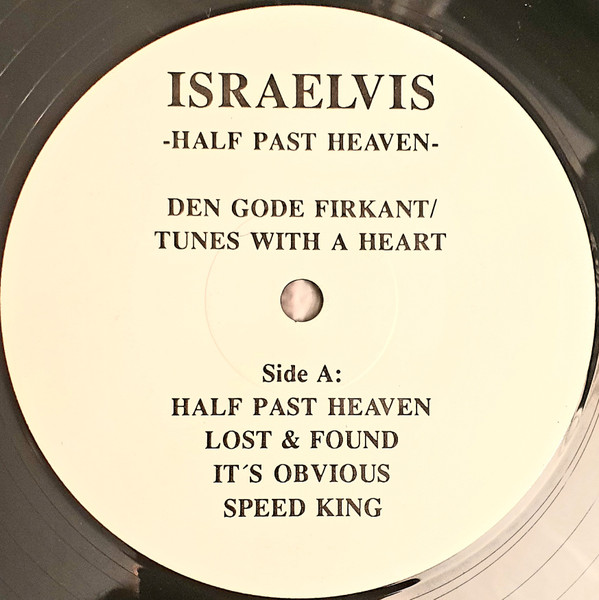 ISRAELVIS
-HALF PAST HEAVEN-
DEN GODE FIRKANT/
TUNES WITH A HEART
Side A:
HALF PAST HEAVEN
LOST & FOUND
IT´S OBVIOUS
SPEED KING